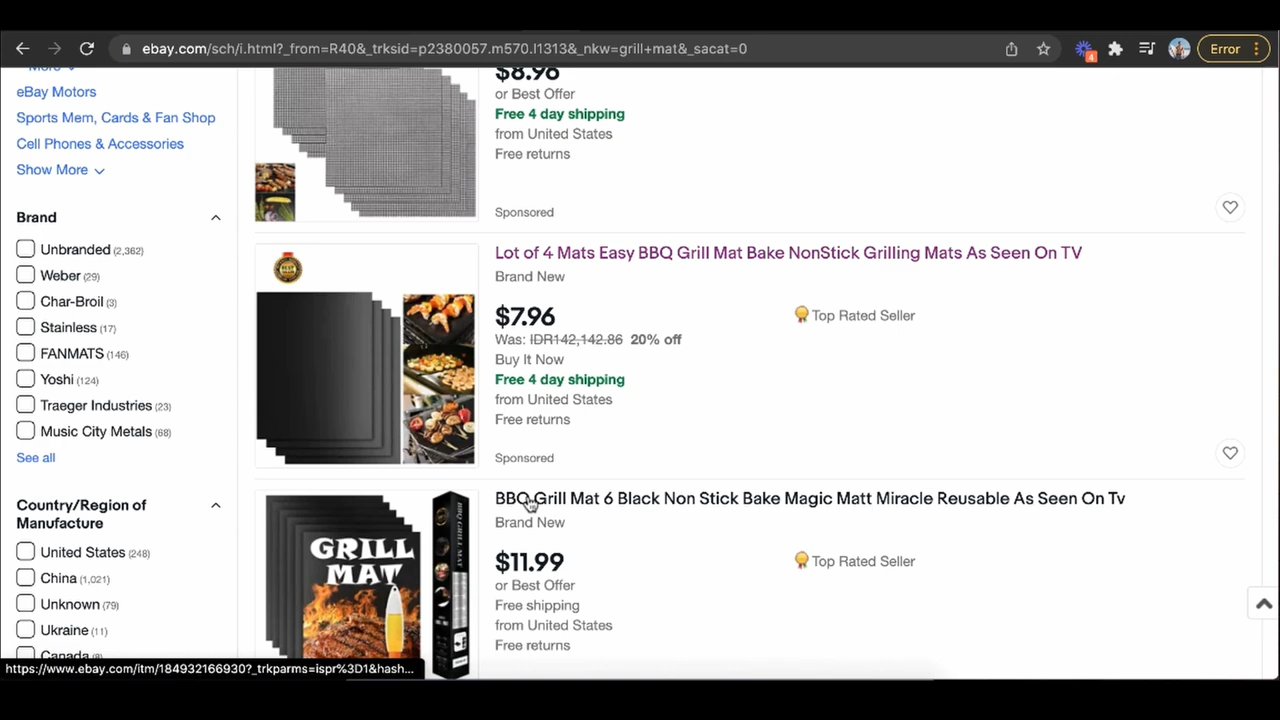 ebay.com/sch/i.html?_from=R40&_trksid=p2380057.m570.l1313&_nkw=grill+mat&_sacat=0
4
Error
More
eBay Motors
Sports Mem, Cards & Fan Shop
Cell Phones & Accessories
Show More
Brand
Unbranded (2,362)
Weber (29)
Char-Broil (3)
Stainless (17)
FANMATS (146)
Yoshi (124)
Traeger Industries (23)
Music City Metals (68)
See all
Country/Region of
Manufacture
United States (248)
China (1,021)
Unknown (79)
Ukraine (11)
Canada
https://www.ebay.com/itm/184932166930?_trkparms=ispr%3D1&hash...
$8.96
or Best Offer
Free 4 day shipping
from United States
Free returns
Sponsored
Lot of 4 Mats Easy BBQ Grill Mat Bake NonStick Grilling Mats As Seen On TV
Brand New
$7.96
Top Rated Seller
Was: IDR142,142.86 20% off
Buy It Now
Free 4 day shipping
from United States
Free returns
Sponsored
GRILL
MAT
BBQ GRILL MAT
BBQ Grill Mat 6 Black Non Stick Bake Magic Matt Miracle Reusable As Seen On Tv
Brand New
$11.99
Top Rated Seller
or Best Offer
Free shipping
from United States
Free returns